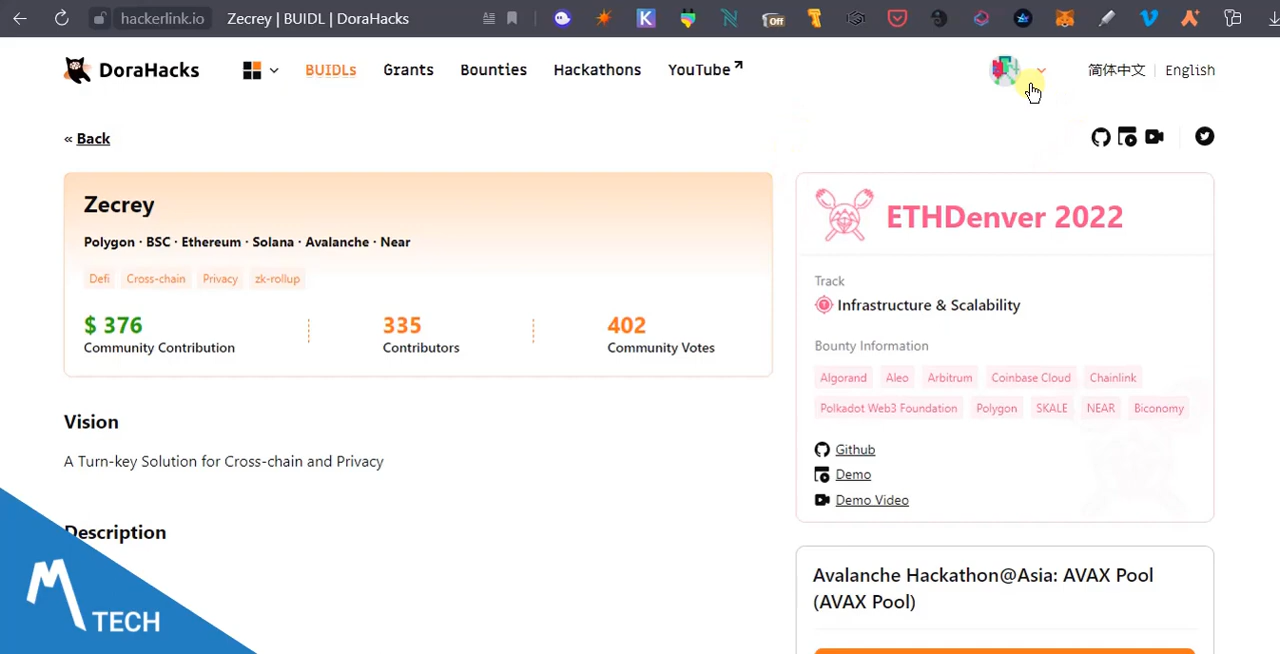 hackerlink.io Zecrey | BUIDL | DoraHacks
Off
DoraHacks BUIDLs Grants Bounties Hackathons YouTube 简体中文 | English
« Back
Zecrey
Polygon · BSC · Ethereum · Solana · Avalanche · Near
Defi Cross-chain Privacy zk-rollup
$ 376 335 402
Community Contribution Contributors Community Votes
Vision
A Turn-key Solution for Cross-chain and Privacy
Description
ETHDenver 2022
Track
Infrastructure & Scalability
Bounty Information
Algorand Aleo Arbitrum Coinbase Cloud Chainlink
Polkadot Web3 Foundation Polygon SKALE NEAR Biconomy
Github
Demo
Demo Video
Avalanche Hackathon@Asia: AVAX Pool
(AVAX Pool)
M TECH